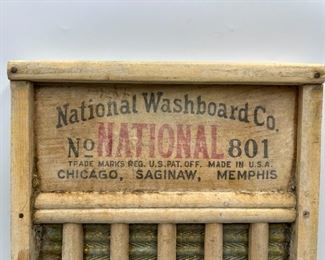 National Washboard Co.
No NATIONAL 801
TRADE MARKS REG. U.S. PAT. OFF. MADE IN U.S.A.
CHICAGO, SAGINAW, MEMPHIS